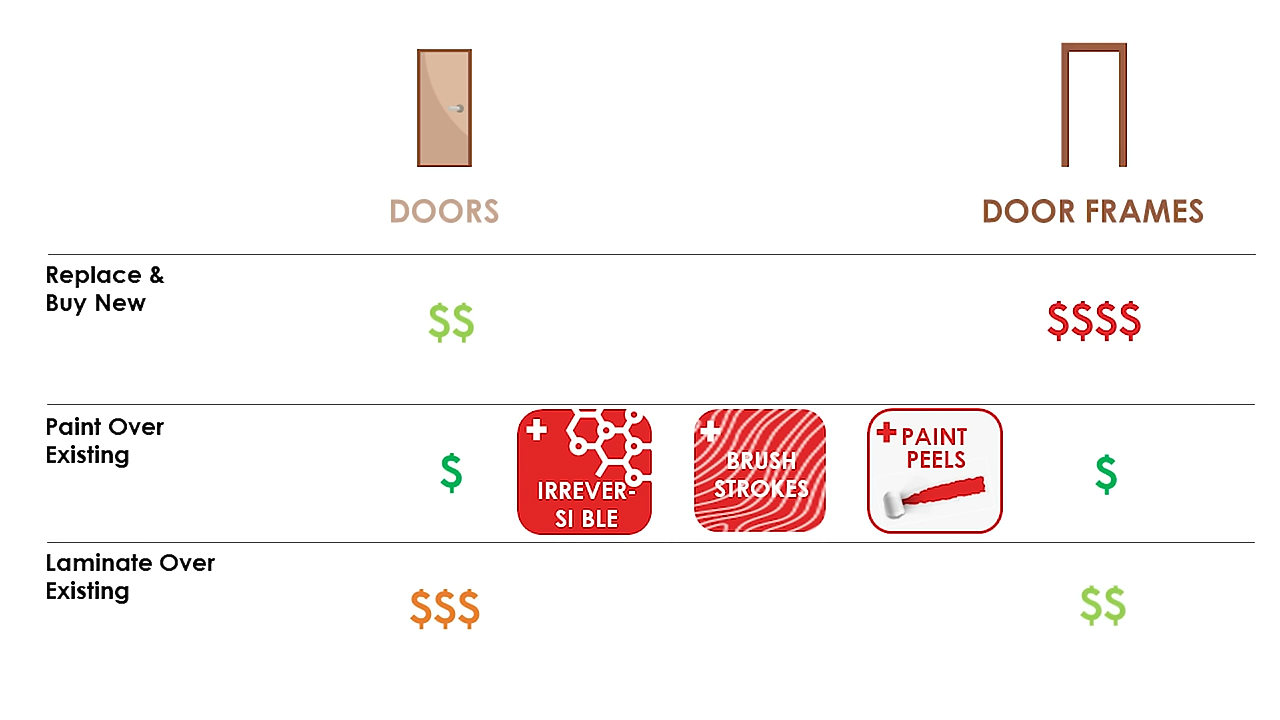 DOORS
DOOR FRAMES
Replace &
Buy New
$$
$$$$
Paint Over
Existing
$
+
IRREVER-
SI BLE
+
BRUSH
STROKES
+ PAINT
PEELS
$
Laminate Over
Existing
$$$
$$